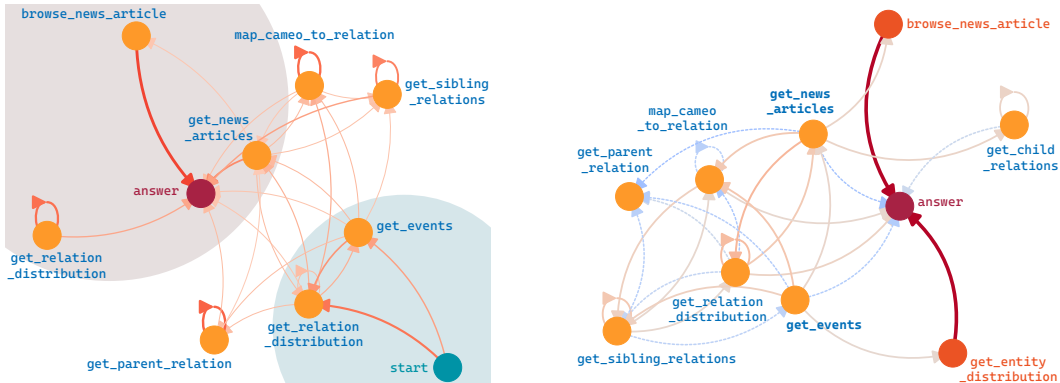 browse_news_article
map_cameo_to_relation
get_sibling
_relations
get_news
_articles
answer
get_events
get_relation
_distribution
get_relation
_distribution
get_parent_relation
start
browse_news_article
get_news
_articles
map_cameo
_to_relation
get_parent
_relation
get_child
_relations
answer
get_relation
_distribution
get_events
get_sibling_relations
get_entity
_distribution